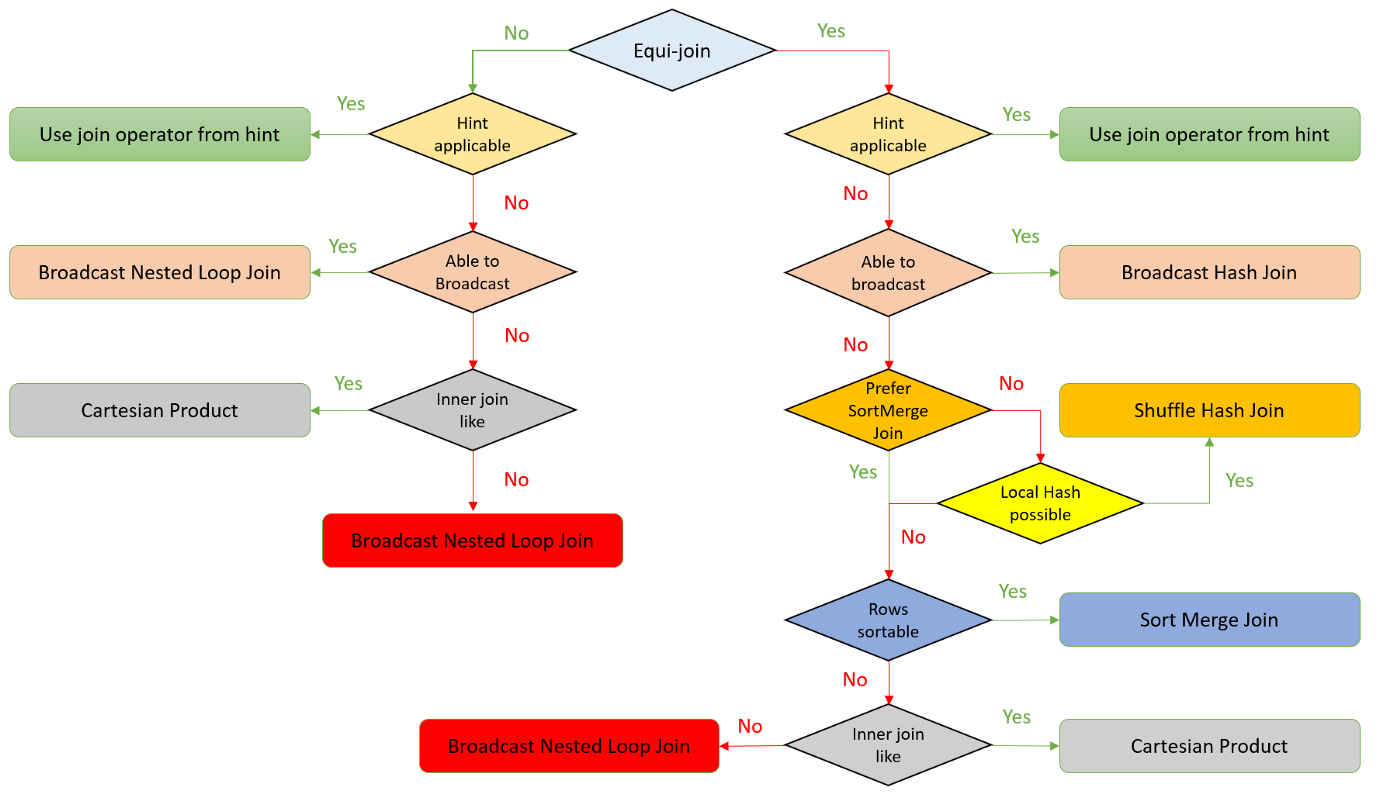 No
Yes
Equi-join
Yes
Hint
applicable
Use join operator from hint
Hint
applicable
Yes
Use join operator from hint
No
No
Yes
Able to
Broadcast
Broadcast Nested Loop Join
Able to
broadcast
Yes
Broadcast Hash Join
No
No
Yes
Inner join
like
Cartesian Product
Prefer
SortMerge
Join
No
Shuffle Hash Join
Yes
Local Hash
possible
Yes
No
Broadcast Nested Loop Join
No
Rows
sortable
Yes
Sort Merge Join
No
Inner join
like
Yes
Cartesian Product
No
Broadcast Nested Loop Join